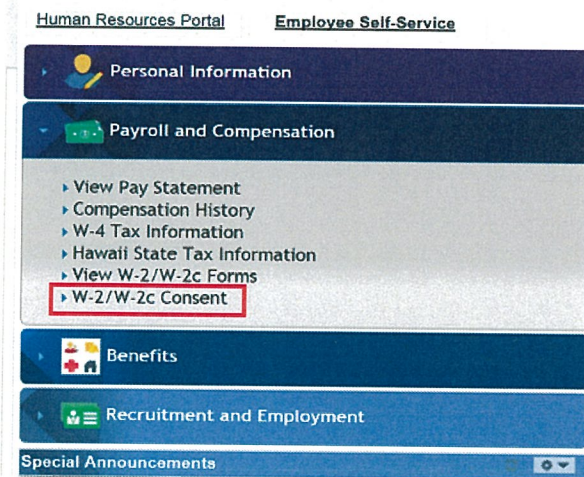 Human Resources Portal Employee Self-Service
Personal Information
Payroll and Compensation
View Pay Statement
Compensation History
W-4 Tax Information
Hawaii State Tax Information
View W-2/W-2c Forms
W-2/W-2c Consent
Benefits
Recruitment and Employment
Special Announcements